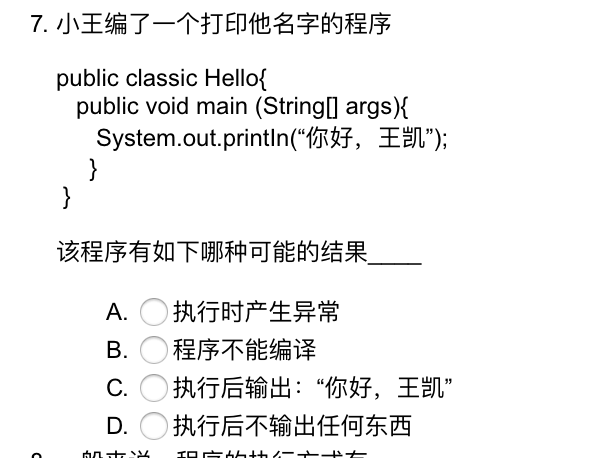 7. 小王编了一个打印他名字的程序
public classic Hello{
public void main (String[] args){
System.out.println(“你好，王凯”);
}
}
该程序有如下哪种可能的结果____
A. 执行时产生异常
B. 程序不能编译
C. 执行后输出：“你好，王凯”
D. 执行后不输出任何东西